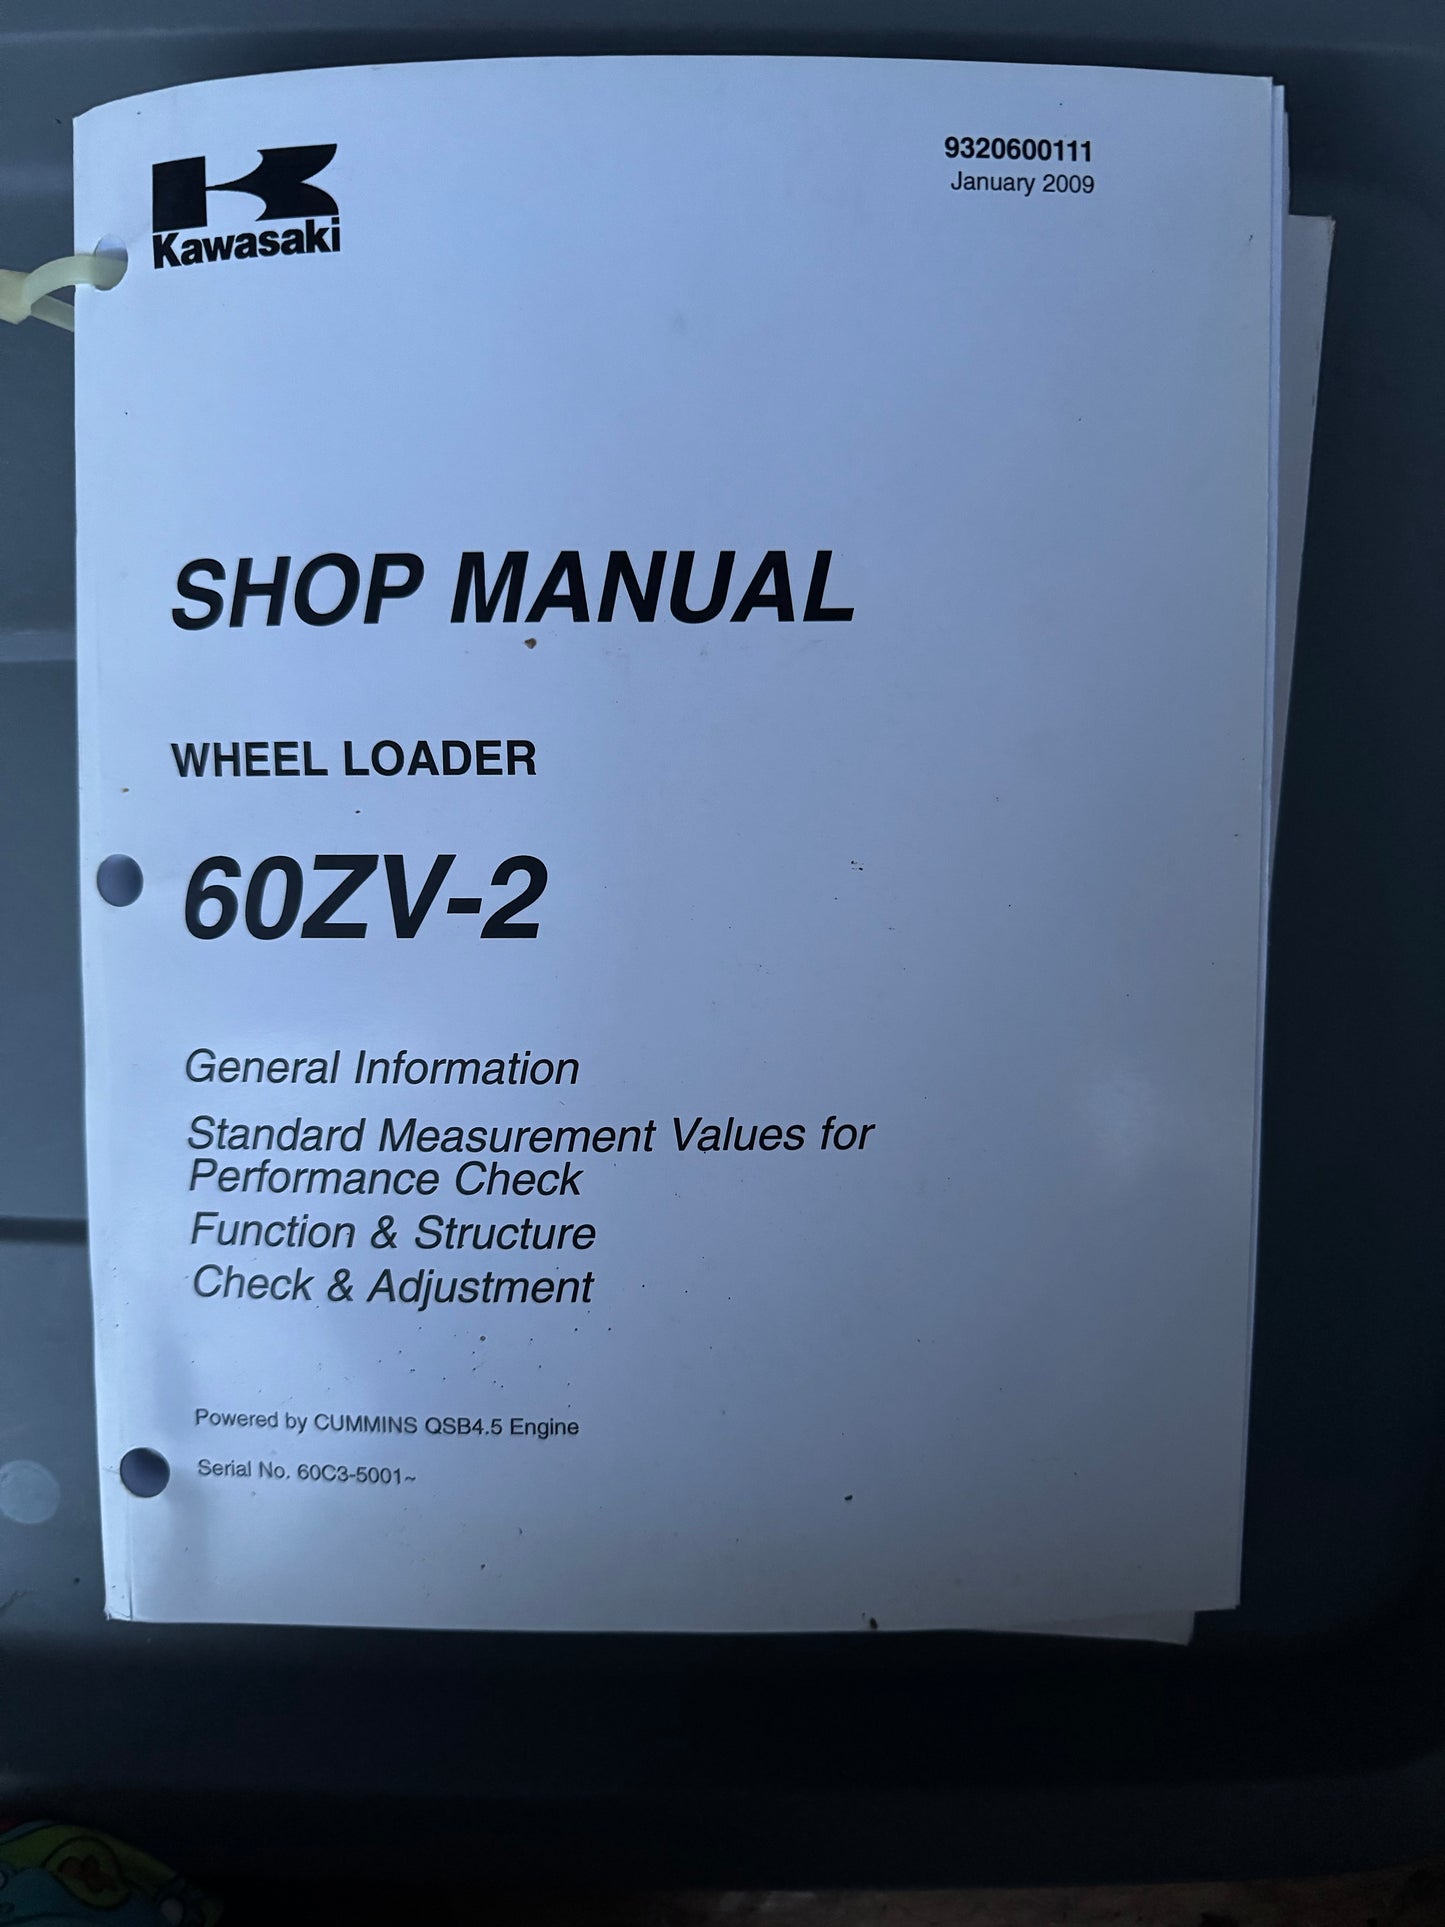 Kawasaki
9320600111
January 2009
SHOP MANUAL
WHEEL LOADER
60ZV-2
General Information
Standard Measurement Values for
Performance Check
Function & Structure
Check & Adjustment
Powered by CUMMINS QSB4.5 Engine
Serial No. 60C3-5001~